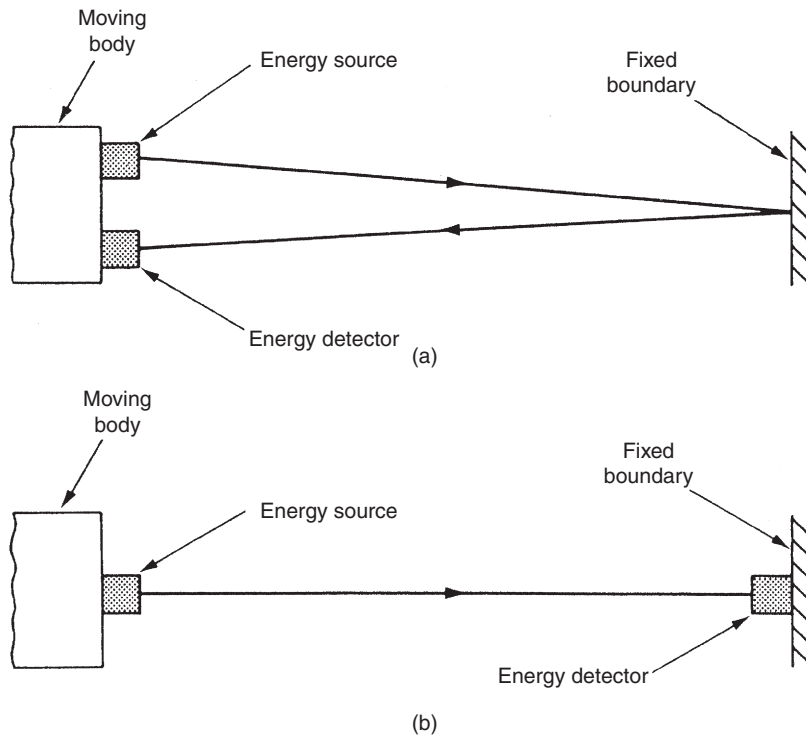 Moving
body
Energy source
Fixed
boundary
Energy detector
(a)
Moving
body
Energy source
Fixed
boundary
Energy detector
(b)